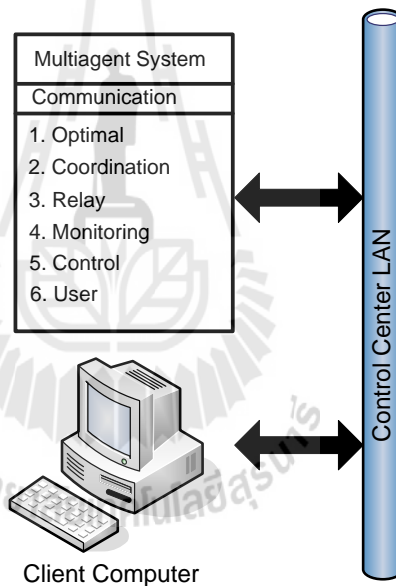 Multiagent System
Communication
1. Optimal
2. Coordination
3. Relay
4. Monitoring
5. Control
6. User
Control Center LAN
Client Computer